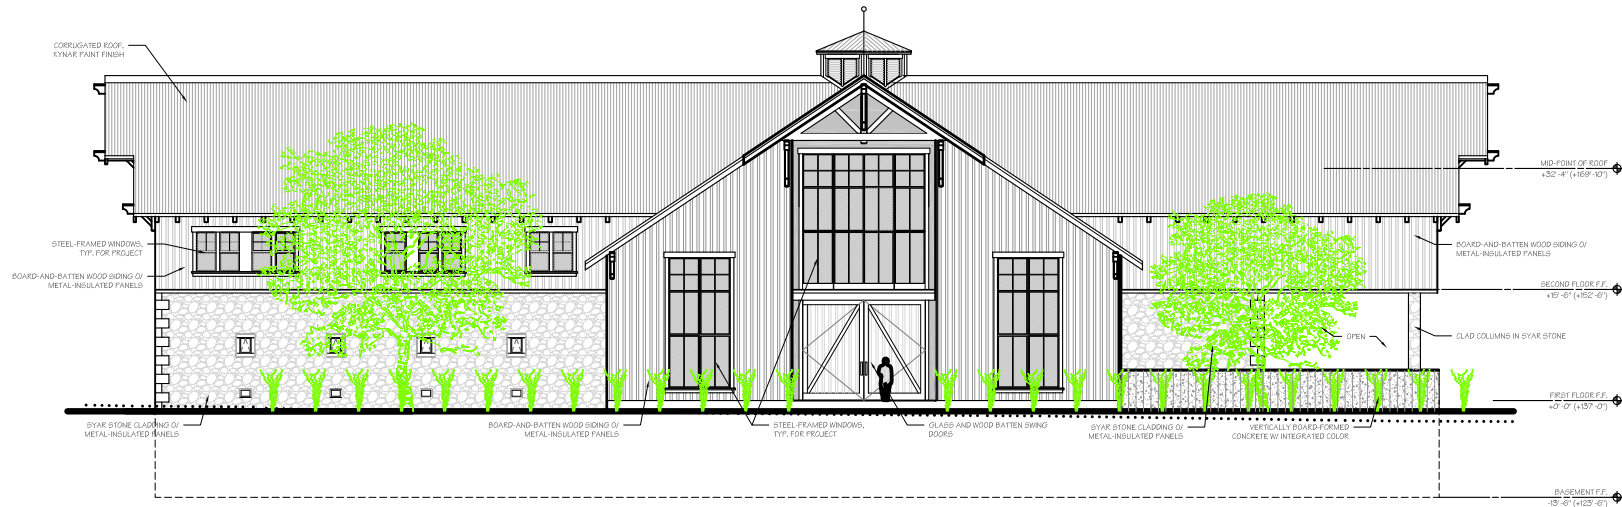 CORRUGATED ROOF,
KYNAR PAINT FINISH
MID-POINT OF ROOF
+32'-4" (+169'-10")
STEEL-FRAMED WINDOWS,
TYP. FOR PROJECT
BOARD-AND-BATTEN WOOD SIDING O/
METAL-INSULATED PANELS
BOARD-AND-BATTEN WOOD SIDING O/
METAL-INSULATED PANELS
SECOND FLOOR F.F.
+15'-6" (+152'-6")
OPEN
CLAD COLUMNS IN SYAR STONE
FIRST FLOOR F.F.
+0'-0" (+137'-0")
SYAR STONE CLADDING O/
METAL-INSULATED PANELS
BOARD-AND-BATTEN WOOD SIDING O/
METAL-INSULATED PANELS
STEEL-FRAMED WINDOWS,
TYP. FOR PROJECT
GLASS AND WOOD BATTEN SWING
DOORS
SYAR STONE CLADDING O/
METAL-INSULATED PANELS
VERTICALLY BOARD-FORMED
CONCRETE W/ INTEGRATED COLOR
BASEMENT F.F.
-13'-6" (+123'-6")